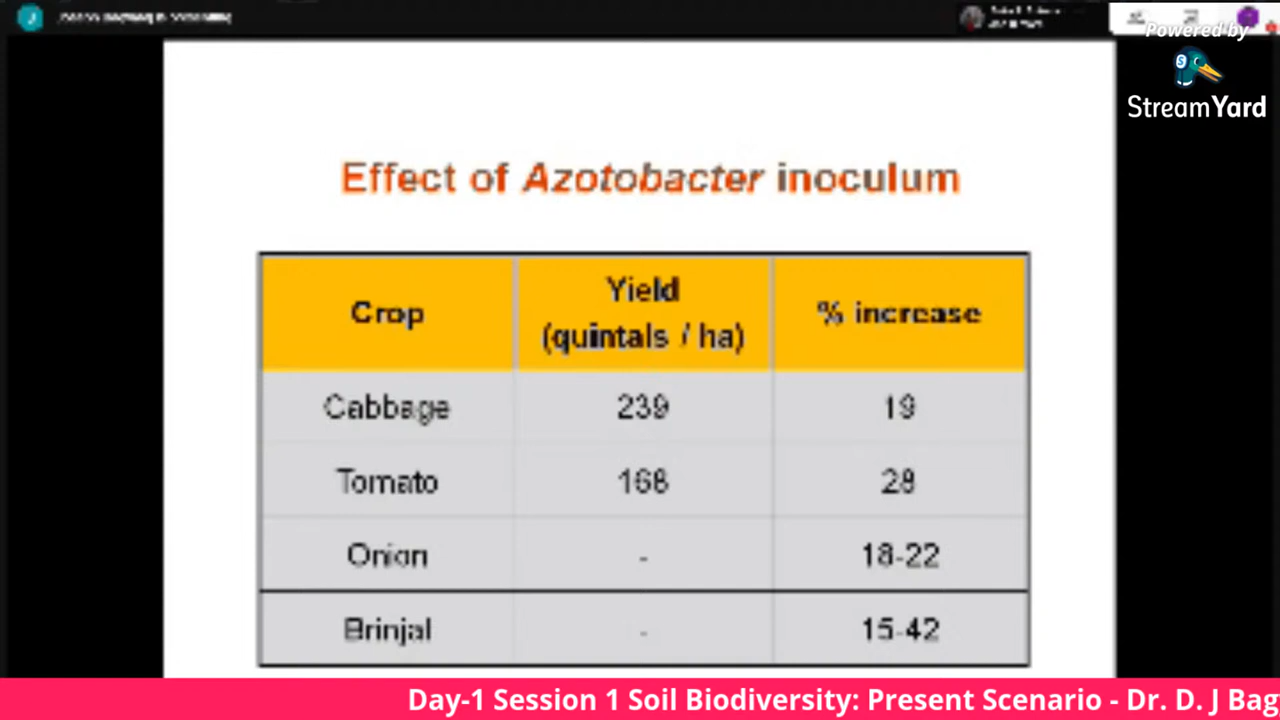 Powered by
StreamYard
Effect of Azotobacter inoculum
Crop
Yield
(quintals / ha)
% increase
Cabbage 239 19
Tomato 168 28
Onion - 18-22
Brinjal - 15-42
Day-1 Session 1 Soil Biodiversity: Present Scenario - Dr. D. J Bag